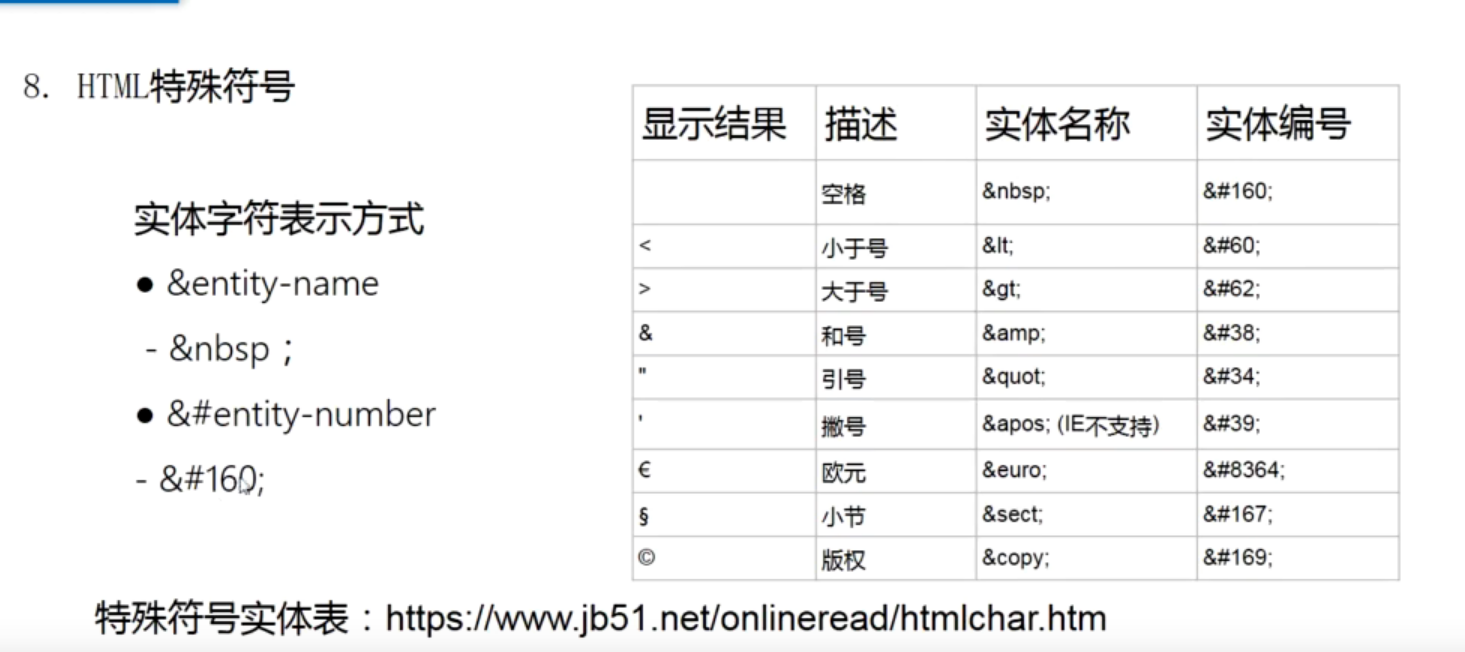 8. HTML特殊符号
实体字符表示方式
● &entity-name
- &nbsp ;
● &#entity-number
- &#160;
显示结果 描述 实体名称 实体编号
空格 &nbsp; &#160;
< 小于号 &lt; &#60;
> 大于号 &gt; &#62;
& 和号 &amp; &#38;
" 引号 &quot; &#34;
' 撇号 &apos; (IE不支持) &#39;
€ 欧元 &euro; &#8364;
§ 小节 &sect; &#167;
© 版权 &copy; &#169;
特殊符号实体表：https://www.jb51.net/onlineread/htmlchar.htm